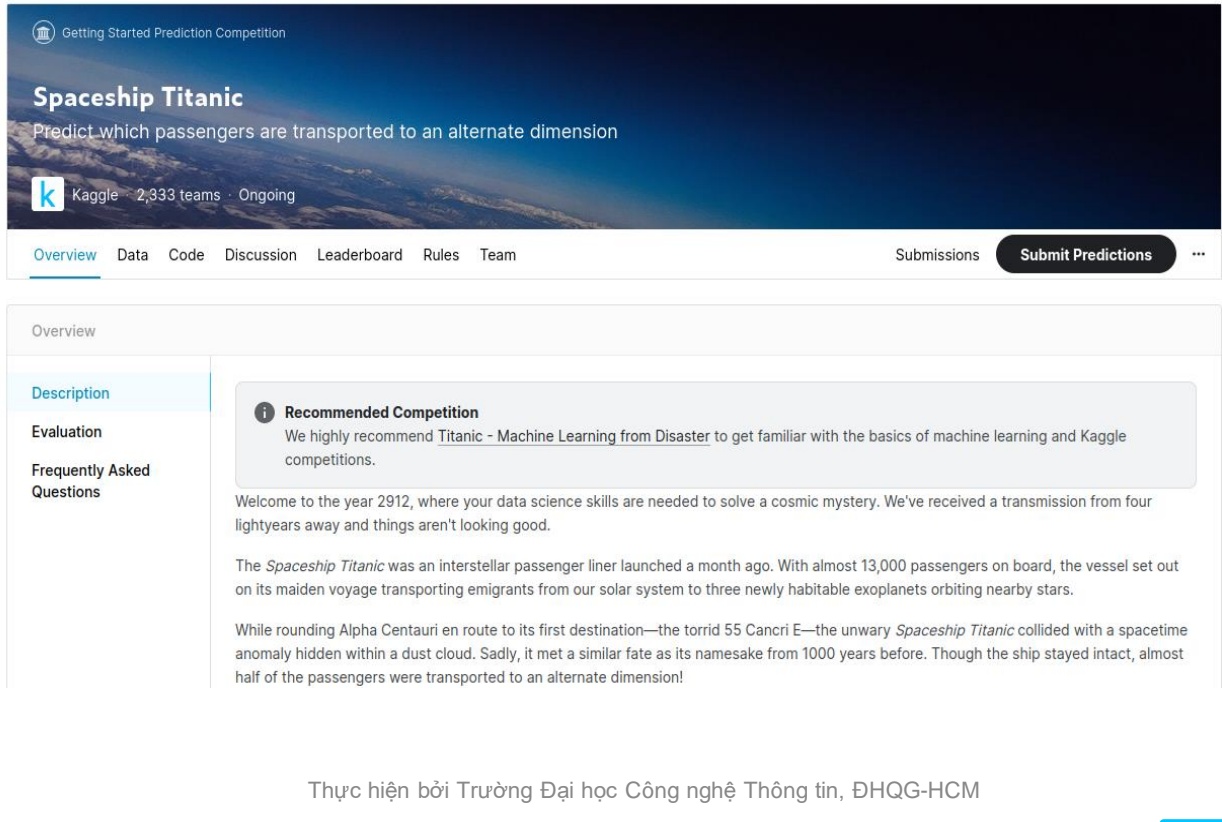 Getting Started Prediction Competition
Spaceship Titanic
Predict which passengers are transported to an alternate dimension
k Kaggle · 2,333 teams · Ongoing
Overview Data Code Discussion Leaderboard Rules Team Submissions Submit Predictions ...
Overview
Description
Evaluation
Frequently Asked
Questions
Recommended Competition
We highly recommend Titanic - Machine Learning from Disaster to get familiar with the basics of machine learning and Kaggle
competitions.
Welcome to the year 2912, where your data science skills are needed to solve a cosmic mystery. We've received a transmission from four
lightyears away and things aren't looking good.
The Spaceship Titanic was an interstellar passenger liner launched a month ago. With almost 13,000 passengers on board, the vessel set out
on its maiden voyage transporting emigrants from our solar system to three newly habitable exoplanets orbiting nearby stars.
While rounding Alpha Centauri en route to its first destination—the torrid 55 Cancri E—the unwary Spaceship Titanic collided with a spacetime
anomaly hidden within a dust cloud. Sadly, it met a similar fate as its namesake from 1000 years before. Though the ship stayed intact, almost
half of the passengers were transported to an alternate dimension!
Thực hiện bởi Trường Đại học Công nghệ Thông tin, ĐHQG-HCM